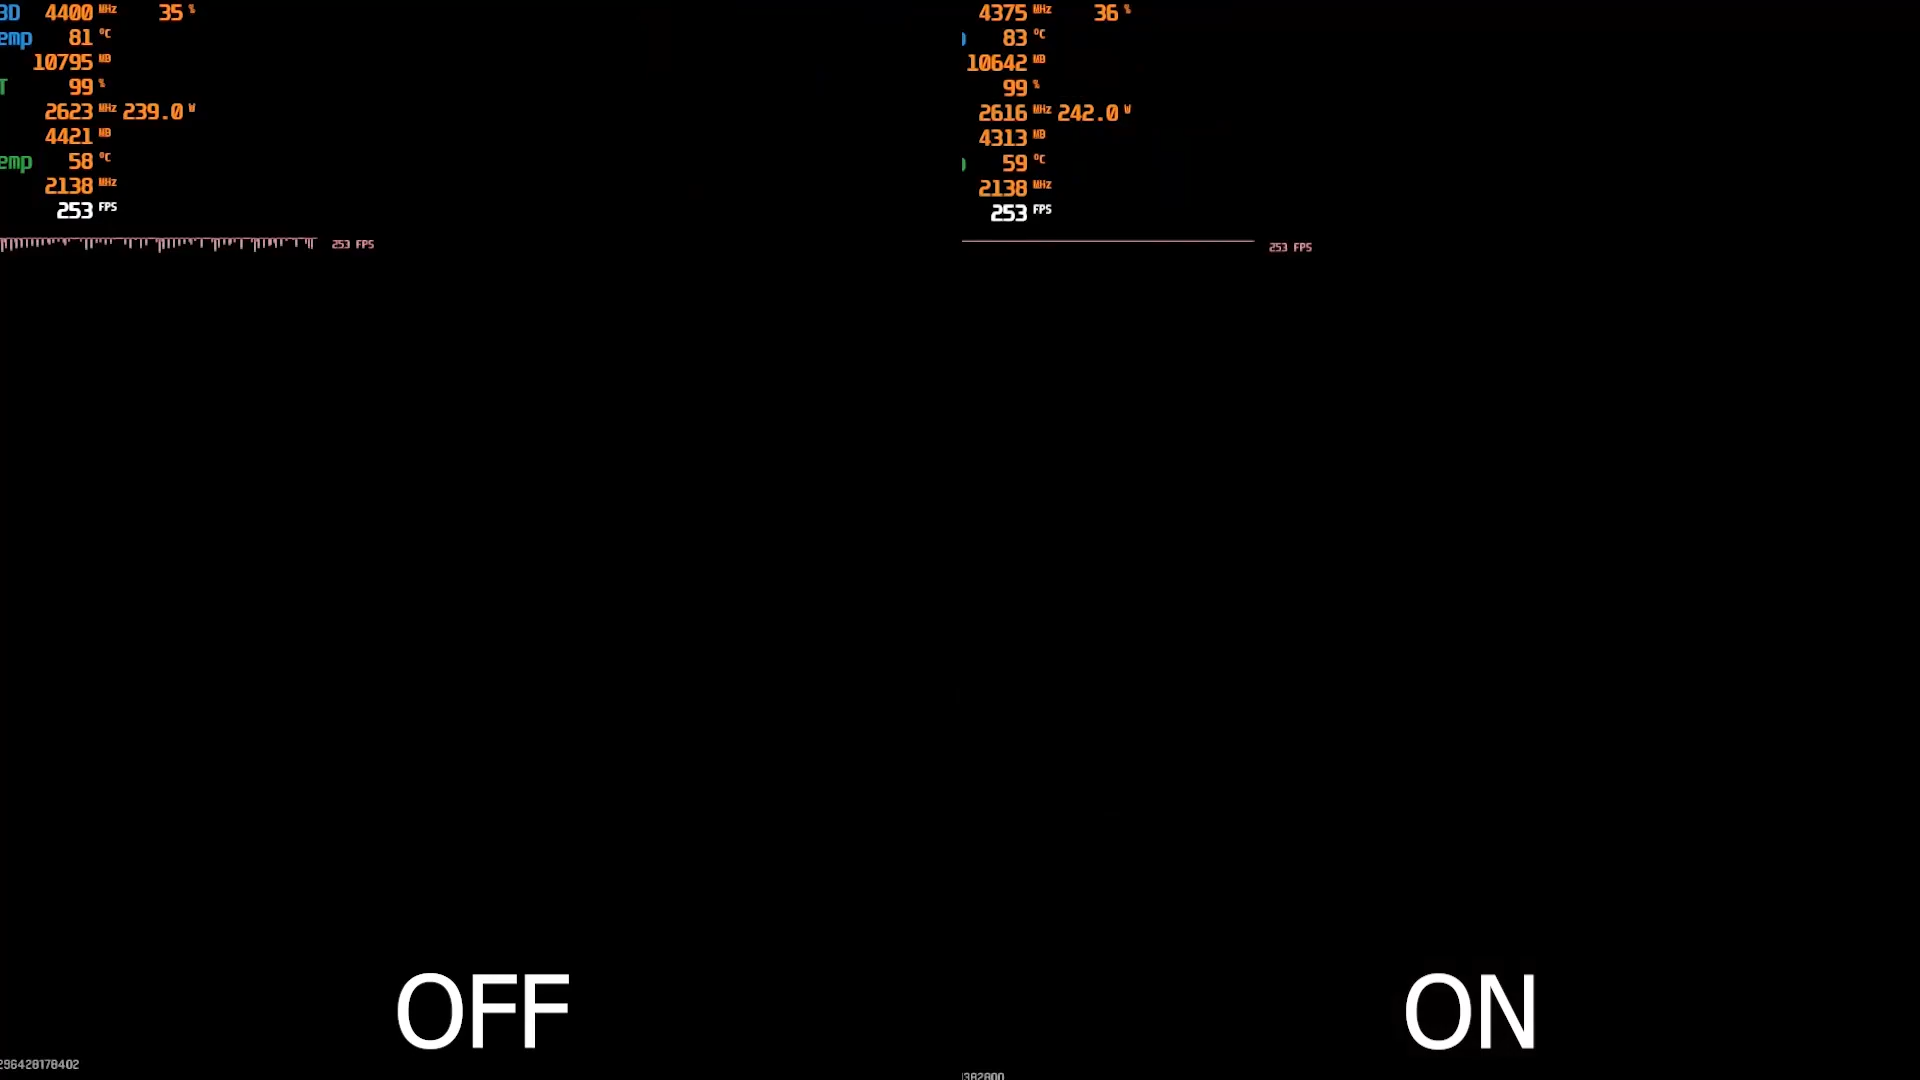 3D 4400 MHz 35 %
emp 81 °C
10795 MB
T 99 %
2623 MHz 239.0 W
4421 MB
emp 58 °C
2138 MHz
253 FPS
253 FPS
OFF
296428178402
4375 MHz 36 %
83 °C
10642 MB
99 %
2616 MHz 242.0 W
4313 MB
59 °C
2138 MHz
253 FPS
253 FPS
ON